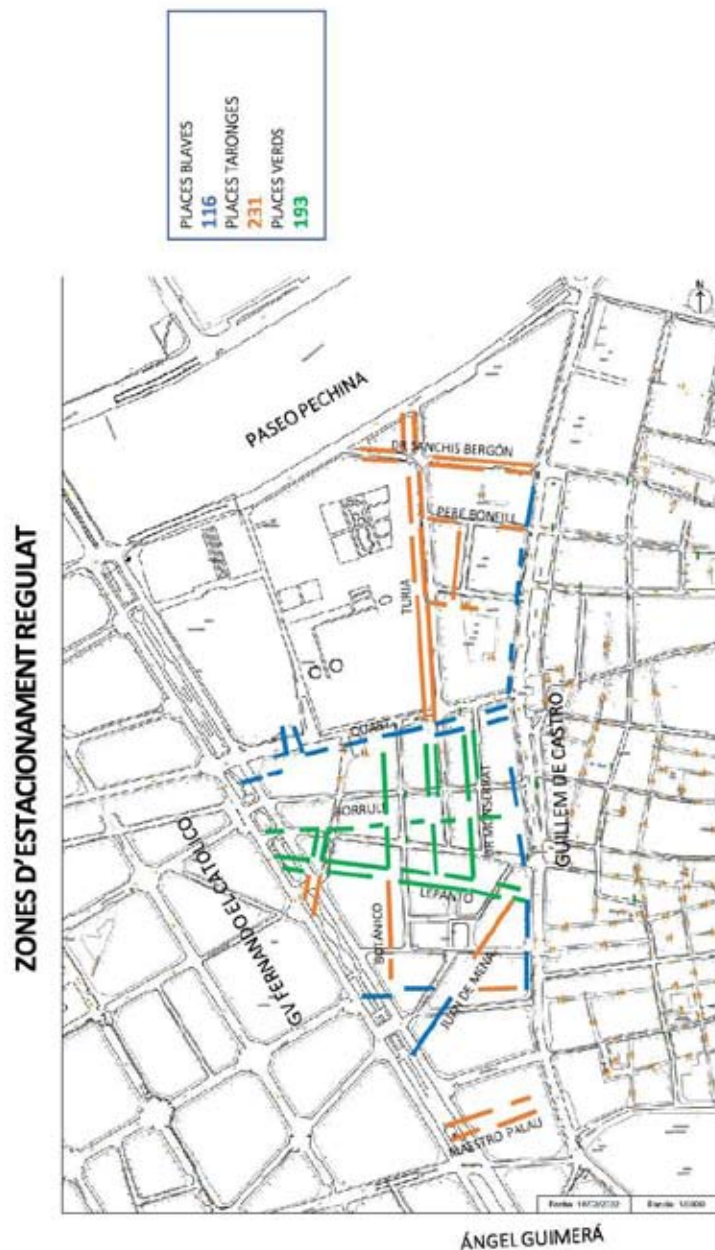 ZONES D'ESTACIONAMENT REGULAT
PLACES BLAVES
116
PLACES TARONGES
231
PLACES VERDS
193
PASEO PECHINA
DR SANCHIS BERGÓN
PERE BONFILL
TURIA
QUART
GV FERNANDO EL CATÓLICO
BORRULL
DR MONSERRAT
GUILLEM DE CASTRO
LEPANTO
BOTÁNICO
JUAN DE MENA
MAESTRO PALAU
ÁNGEL GUIMERÁ
N